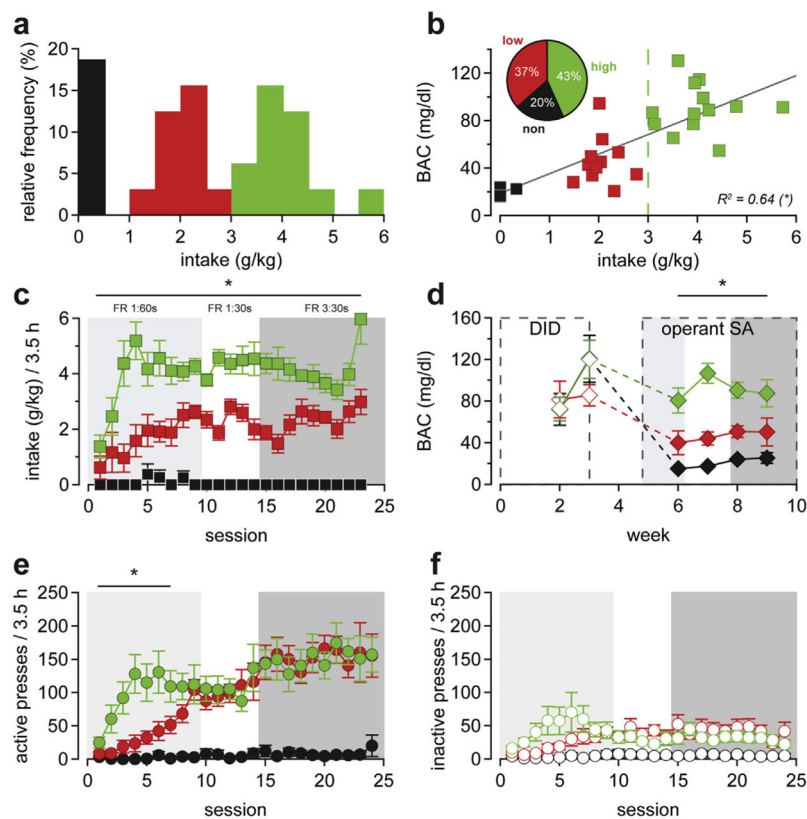 a
relative frequency (%)
20
15
10
5
0
0 1 2 3 4 5 6
intake (g/kg)
b
BAC (mg/dl)
120
80
40
0
low
37%
high
43%
20%
non
R² = 0.64 (*)
0 1 2 3 4 5 6
intake (g/kg)
c
*
FR 1:60s FR 1:30s FR 3:30s
intake (g/kg) / 3.5 h
6
4
2
0
0 5 10 15 20 25
session
d
*
DID operant SA
BAC (mg/dl)
160
120
80
40
0
0 2 4 6 8 10
week
e
*
active presses / 3.5 h
250
200
150
100
50
0
0 5 10 15 20 25
session
f
inactive presses / 3.5 h
250
200
150
100
50
0
0 5 10 15 20 25
session